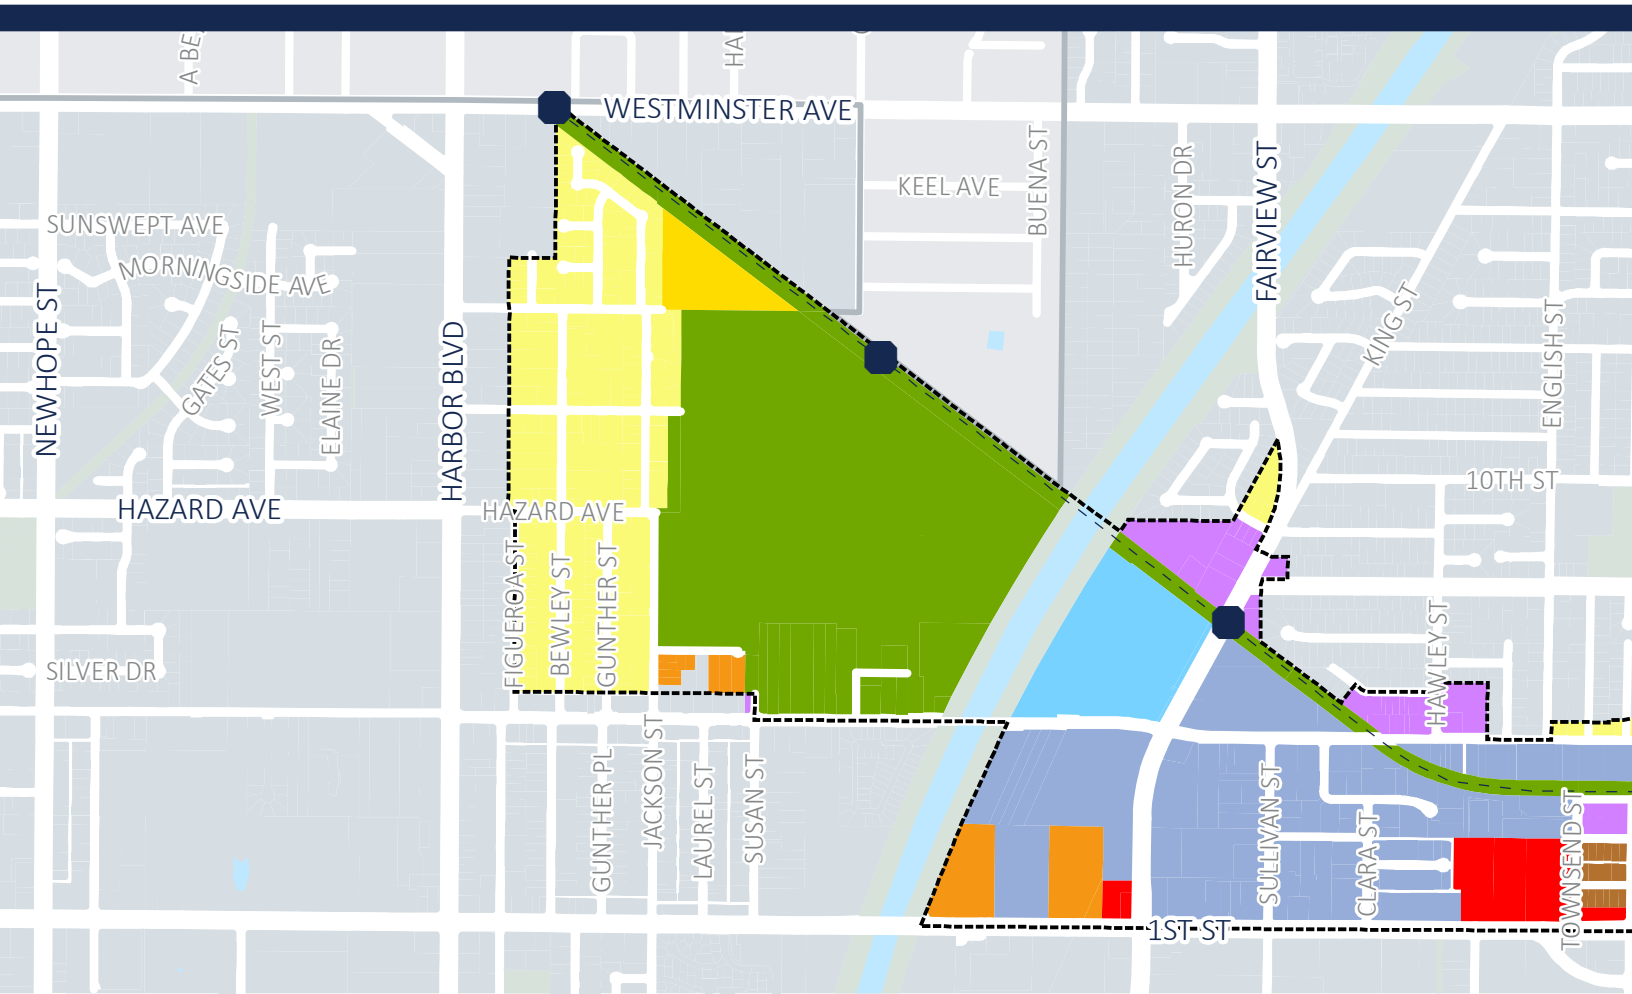 A BE
HA
WESTMINSTER AVE
KEEL AVE
BUENA ST
HURON DR
FAIRVIEW ST
SUNSWEPT AVE
MORNINGSIDE AVE
NEWHOPE ST
GATES ST
WEST ST
ELAINE DR
HARBOR BLVD
KING ST
ENGLISH ST
10TH ST
HAZARD AVE
HAZARD AVE
FIGUEROA ST
BEWLEY ST
GUNTHER ST
SILVER DR
HAWLEY ST
GUNTHER PL
JACKSON ST
LAUREL ST
SUSAN ST
SULLIVAN ST
CLARA ST
TOWNSEND ST
1ST ST